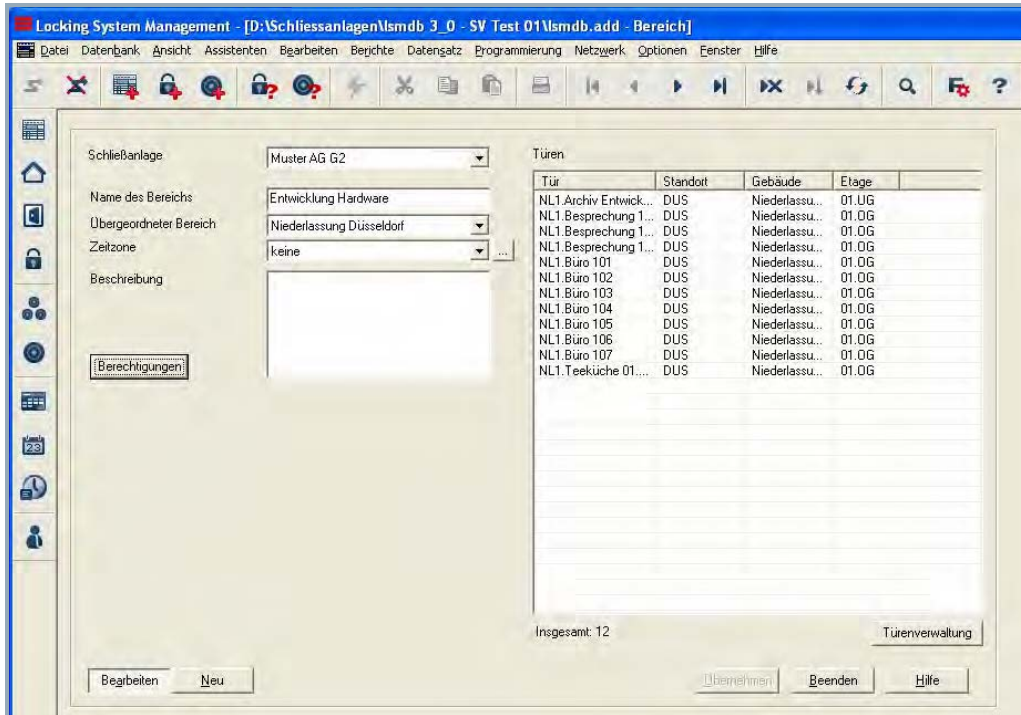 Locking System Management - [D:\Schliessanlagen\lsmdb 3_0 - SV Test 01\lsmdb.add - Bereich]
Datei Datenbank Ansicht Assistenten Bearbeiten Berichte Datensatz Programmierung Netzwerk Optionen Fenster Hilfe
Schließanlage
Muster AG G2
Name des Bereichs
Entwicklung Hardware
Übergeordneter Bereich
Niederlassung Düsseldorf
Zeitzone
keine
...
Beschreibung
Berechtigungen
Türen
Tür Standort Gebäude Etage
NL1.Archiv Entwick... DUS Niederlassu... 01.UG
NL1.Besprechung 1... DUS Niederlassu... 01.OG
NL1.Besprechung 1... DUS Niederlassu... 01.OG
NL1.Besprechung 1... DUS Niederlassu... 01.OG
NL1.Büro 101 DUS Niederlassu... 01.OG
NL1.Büro 102 DUS Niederlassu... 01.OG
NL1.Büro 103 DUS Niederlassu... 01.OG
NL1.Büro 104 DUS Niederlassu... 01.OG
NL1.Büro 105 DUS Niederlassu... 01.OG
NL1.Büro 106 DUS Niederlassu... 01.OG
NL1.Büro 107 DUS Niederlassu... 01.OG
NL1.Teeküche 01.... DUS Niederlassu... 01.OG
Insgesamt: 12
Türenverwaltung
Bearbeiten Neu Übernehmen Beenden Hilfe